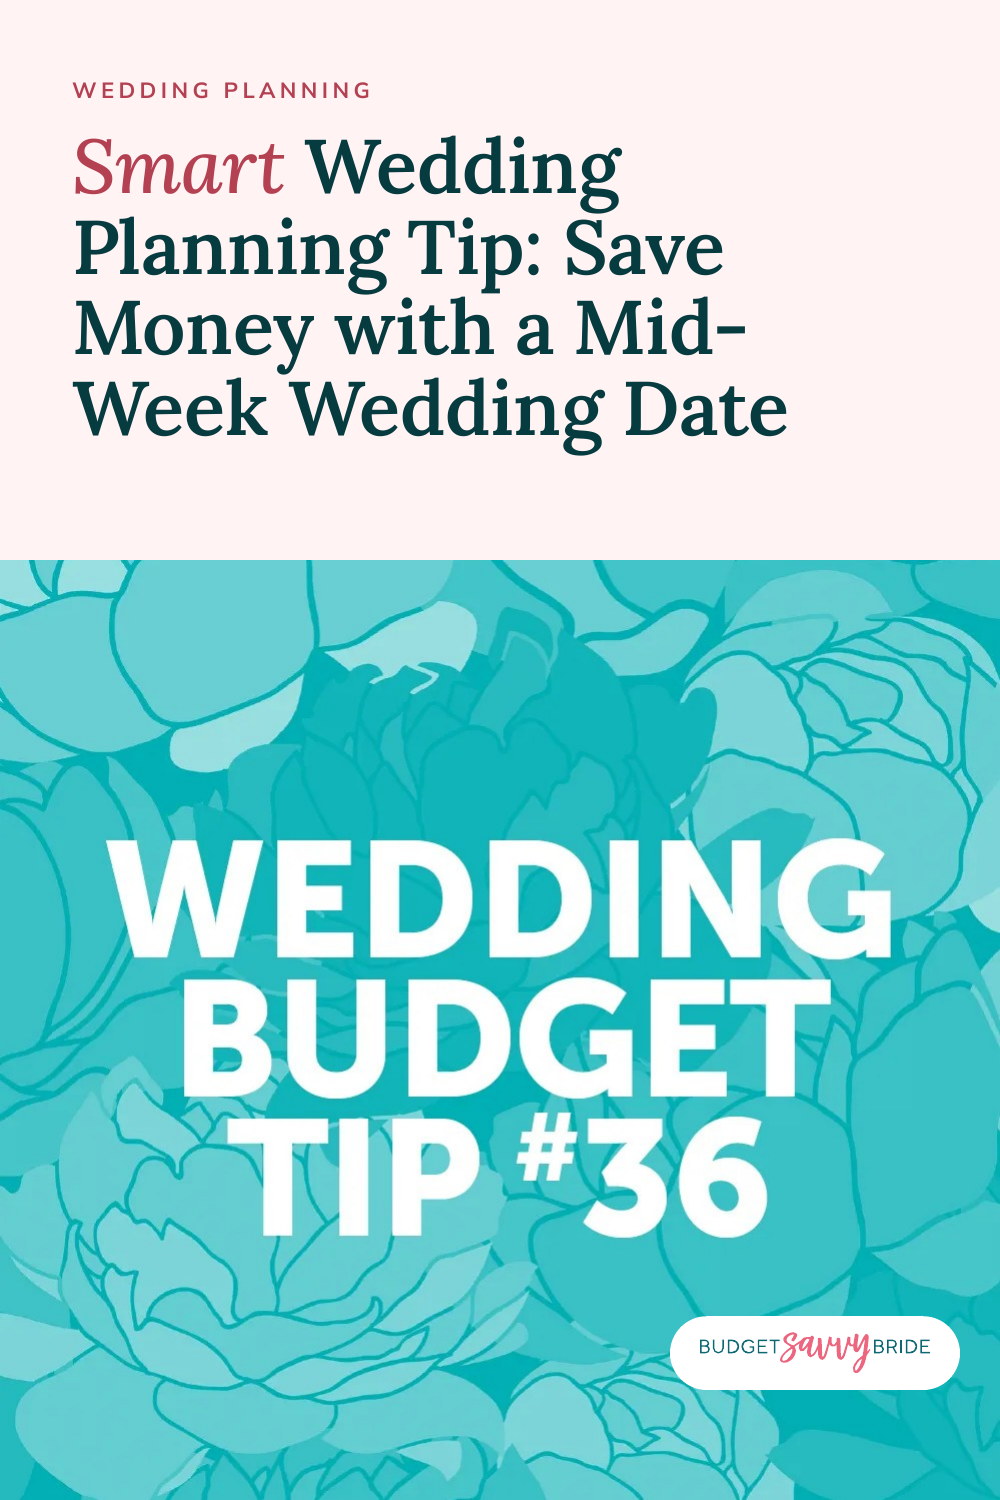 WEDDING PLANNING
Smart Wedding
Planning Tip: Save
Money with a Mid-
Week Wedding Date
WEDDING
BUDGET
TIP #36
BUDGET savvy BRIDE